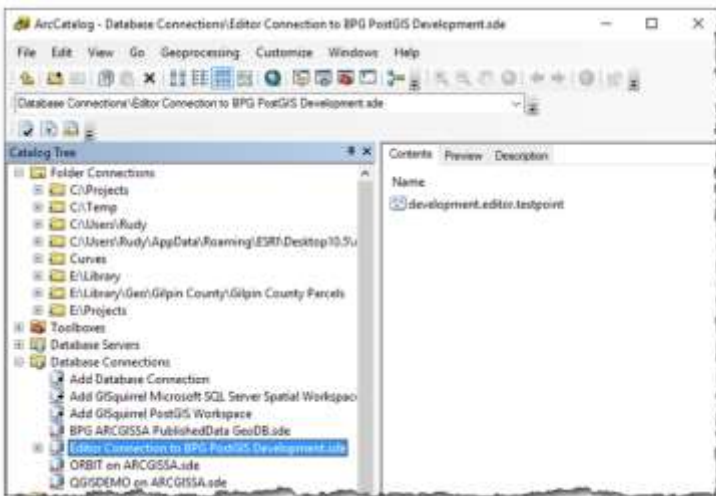 ArcCatalog - Database Connections\Editor Connection to BPG PostGIS Development.sde
File Edit View Go Geoprocessing Customize Windows Help
Database Connections\Editor Connection to BPG PostGIS Development.sde
Catalog Tree
Folder Connections
C:\Projects
C:\Temp
C:\Users\Rudy
C:\Users\Rudy\AppData\Roaming\ESRI\Desktop10.5\
Curves
E:\Library
E:\Library\Geo\Gilpin County\Gilpin County Parcels
E:\Projects
Toolboxes
Database Servers
Database Connections
Add Database Connection
Add GISquirrel Microsoft SQL Server Spatial Workspac
Add GISquirrel PostGIS Workspace
BPG ARCGISSA PublishedData GeoDB.sde
Editor Connection to BPG PostGIS Development.sde
ORBIT on ARCGISSA.sde
QGISDEMO on ARCGISSA.sde
Contents Preview Description
Name
development.editor.testpoint